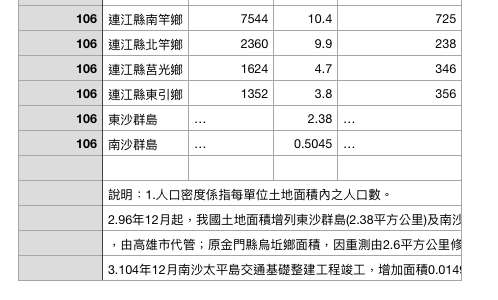 106 連江縣南竿鄉 7544 10.4 725
106 連江縣北竿鄉 2360 9.9 238
106 連江縣莒光鄉 1624 4.7 346
106 連江縣東引鄉 1352 3.8 356
106 東沙群島 … 2.38 …
106 南沙群島 … 0.5045 …
說明：1.人口密度係指每單位土地面積內之人口數。
2.96年12月起，我國土地面積增列東沙群島(2.38平方公里)及南沙
，由高雄市代管；原金門縣烏坵鄉面積，因重測由2.6平方公里修
3.104年12月南沙太平島交通基礎整建工程竣工，增加面積0.0149